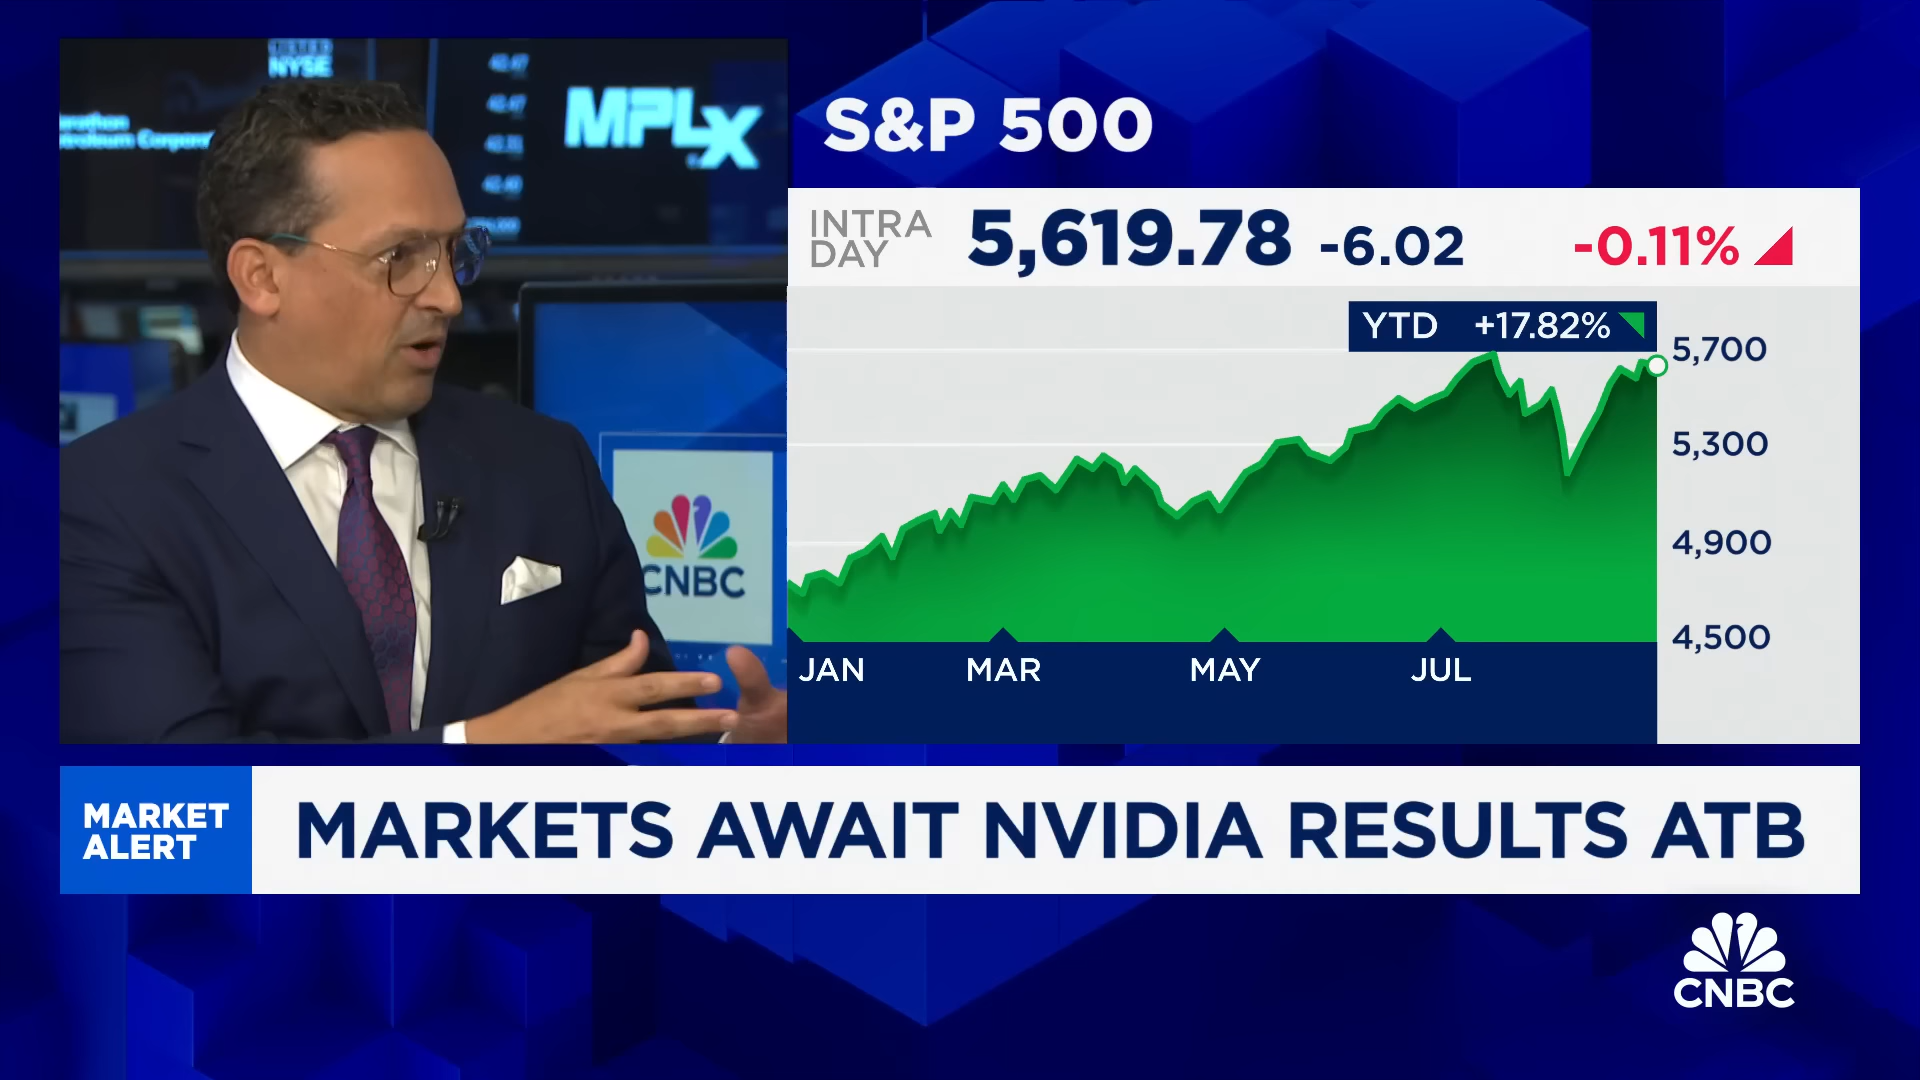 NYSE
MPLX
CNBC
S&P 500
INTRA
DAY
5,619.78 -6.02 -0.11%
YTD +17.82%
5,700
5,300
4,900
4,500
JAN MAR MAY JUL
MARKET
ALERT
MARKETS AWAIT NVIDIA RESULTS ATB
CNBC